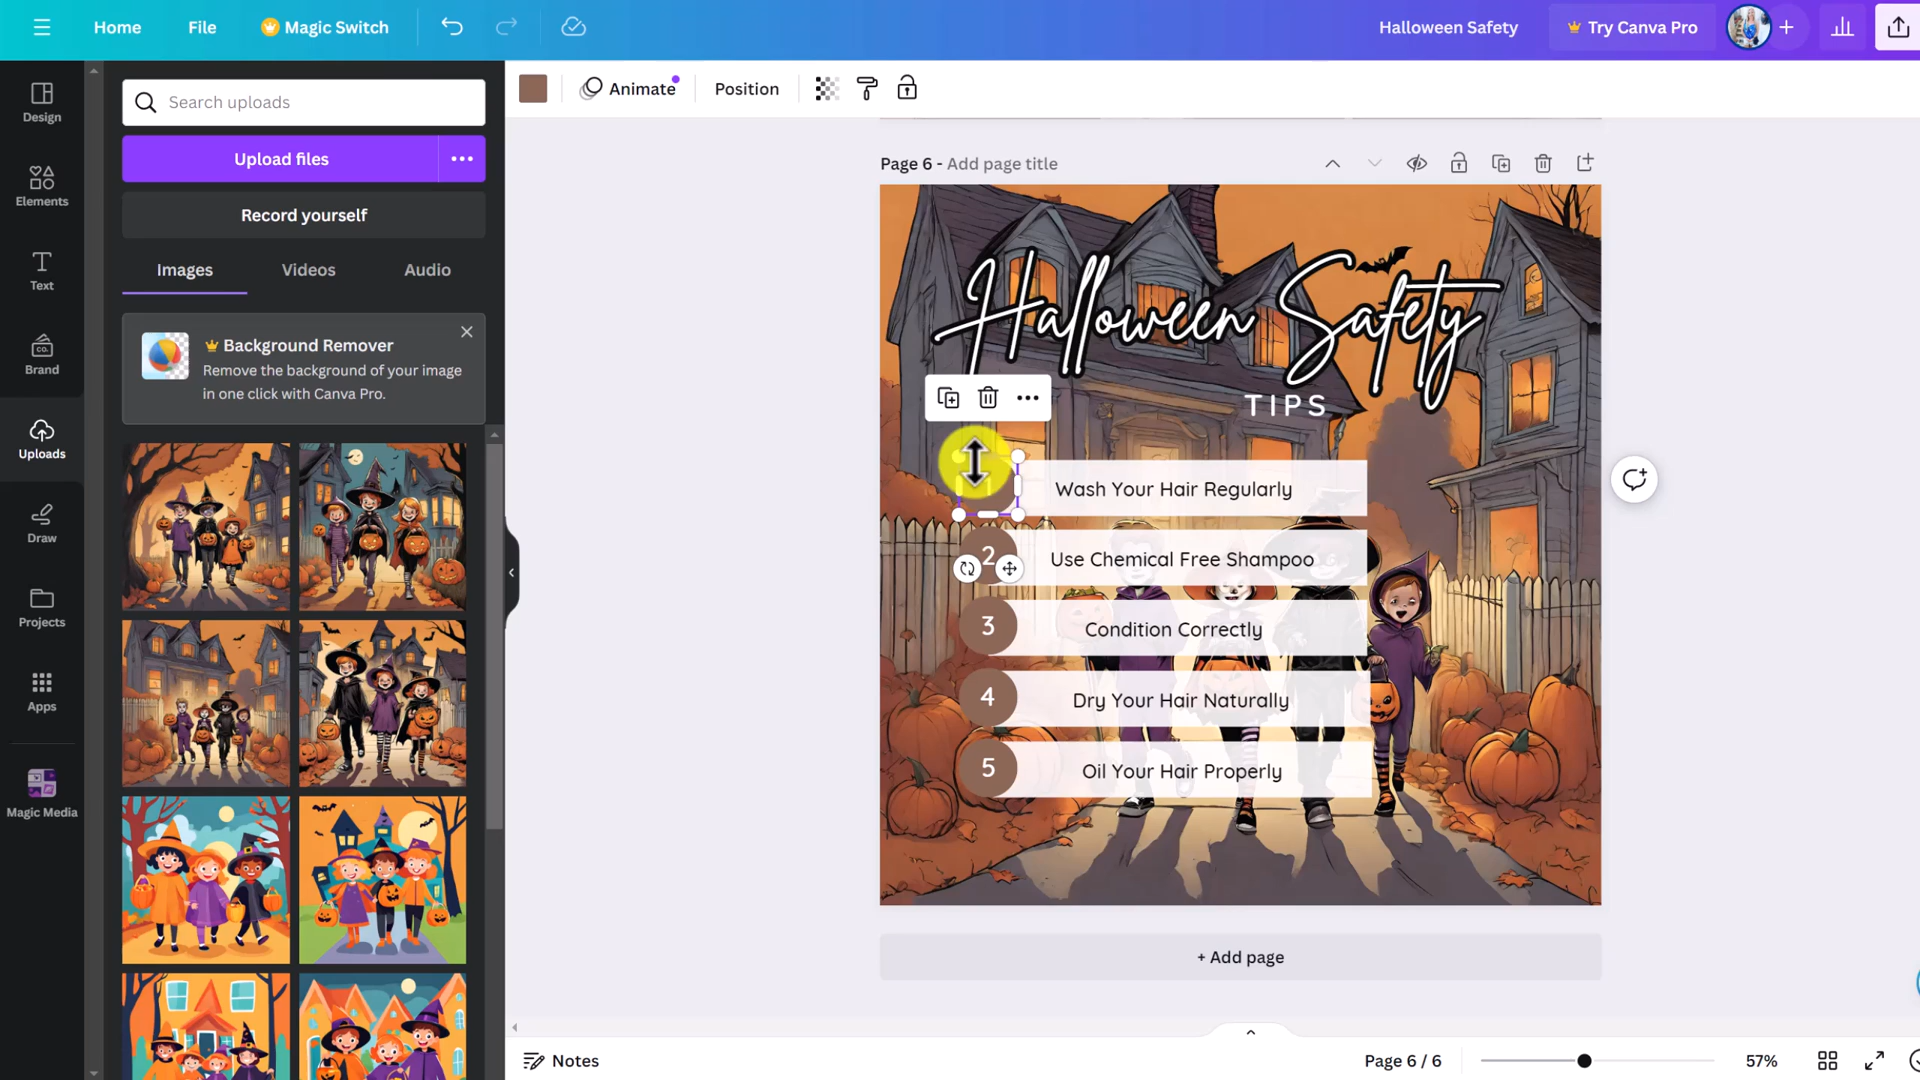 Home File Magic Switch Halloween Safety Try Canva Pro
Design
Elements
Text
Brand
CO.
Uploads
Draw
Projects
Apps
Magic Media
Search uploads
Upload files
Record yourself
Images Videos Audio
Background Remover
Remove the background of your image
in one click with Canva Pro.
Animate Position
Page 6 - Add page title
Halloween Safety
TIPS
Wash Your Hair Regularly
2 Use Chemical Free Shampoo
3 Condition Correctly
4 Dry Your Hair Naturally
5 Oil Your Hair Properly
+ Add page
Notes Page 6 / 6 57%